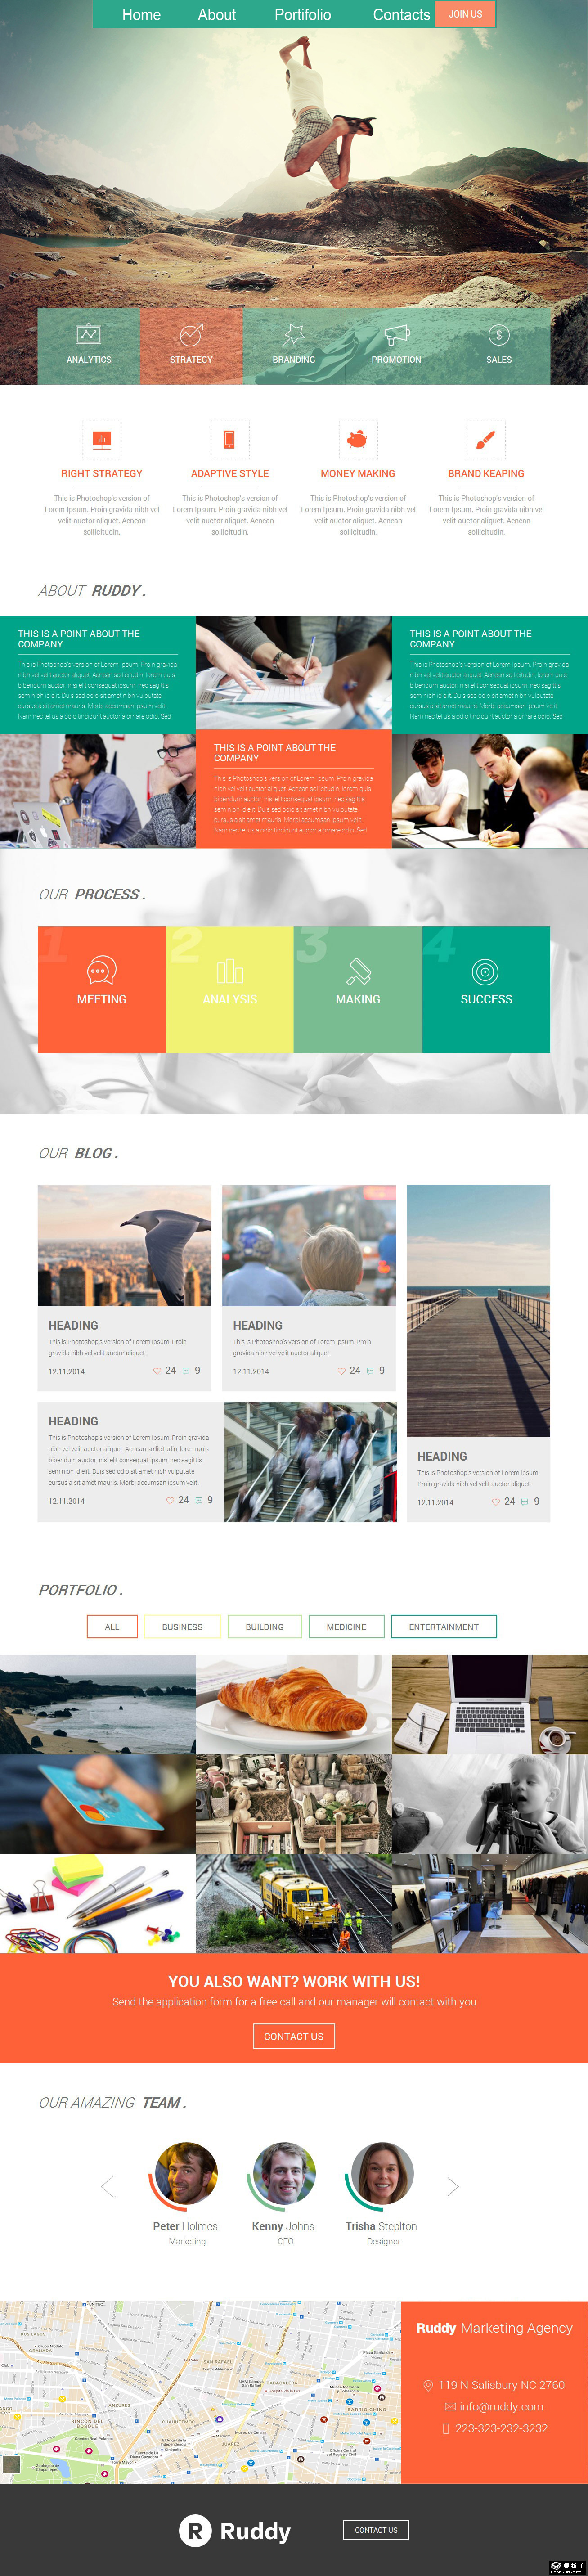 Home About Portifolio Contacts JOIN US
ANALYTICS STRATEGY BRANDING PROMOTION SALES
RIGHT STRATEGY
This is Photoshop's version of
Lorem Ipsum. Proin gravida nibh vel
velit auctor aliquet. Aenean
sollicitudin,
ADAPTIVE STYLE
This is Photoshop's version of
Lorem Ipsum. Proin gravida nibh vel
velit auctor aliquet. Aenean
sollicitudin,
MONEY MAKING
This is Photoshop's version of
Lorem Ipsum. Proin gravida nibh vel
velit auctor aliquet. Aenean
sollicitudin,
BRAND KEAPING
This is Photoshop's version of
Lorem Ipsum. Proin gravida nibh vel
velit auctor aliquet. Aenean
sollicitudin,
ABOUT RUDDY .
THIS IS A POINT ABOUT THE
COMPANY
This is Photoshop's version of Lorem Ipsum. Proin gravida
nibh vel velit auctor aliquet. Aenean sollicitudin, lorem quis
bibendum auctor, nisi elit consequat ipsum, nec sagittis
sem nibh id elit. Duis sed odio sit amet nibh vulputate
cursus a sit amet mauris. Morbi accumsan ipsum velit.
Nam nec tellus a odio tincidunt auctor a ornare odio. Sed
THIS IS A POINT ABOUT THE
COMPANY
This is Photoshop's version of Lorem Ipsum. Proin gravida
nibh vel velit auctor aliquet. Aenean sollicitudin, lorem quis
bibendum auctor, nisi elit consequat ipsum, nec sagittis
sem nibh id elit. Duis sed odio sit amet nibh vulputate
cursus a sit amet mauris. Morbi accumsan ipsum velit.
Nam nec tellus a odio tincidunt auctor a ornare odio. Sed
THIS IS A POINT ABOUT THE
COMPANY
This is Photoshop's version of Lorem Ipsum. Proin gravida
nibh vel velit auctor aliquet. Aenean sollicitudin, lorem quis
bibendum auctor, nisi elit consequat ipsum, nec sagittis
sem nibh id elit. Duis sed odio sit amet nibh vulputate
cursus a sit amet mauris. Morbi accumsan ipsum velit.
Nam nec tellus a odio tincidunt auctor a ornare odio. Sed
OUR PROCESS .
1 2 3 4
MEETING ANALYSIS MAKING SUCCESS
OUR BLOG .
HEADING
This is Photoshop's version of Lorem Ipsum. Proin
gravida nibh vel velit auctor aliquet.
12.11.2014 24 9
HEADING
This is Photoshop's version of Lorem Ipsum. Proin
gravida nibh vel velit auctor aliquet.
12.11.2014 24 9
HEADING
This is Photoshop's version of Lorem Ipsum. Proin gravida
nibh vel velit auctor aliquet. Aenean sollicitudin, lorem quis
bibendum auctor, nisi elit consequat ipsum, nec sagittis
sem nibh id elit. Duis sed odio sit amet nibh vulputate
cursus a sit amet mauris. Morbi accumsan ipsum velit.
12.11.2014 24 9
HEADING
This is Photoshop's version of Lorem Ipsum.
Proin gravida nibh vel velit auctor aliquet.
12.11.2014 24 9
PORTFOLIO .
ALL BUSINESS BUILDING MEDICINE ENTERTAINMENT
YOU ALSO WANT? WORK WITH US!
Send the application form for a free call and our manager will contact with you
CONTACT US
OUR AMAZING TEAM .
Peter Holmes
Marketing
Kenny Johns
CEO
Trisha Steplton
Designer
SAN RAFAEL
TABACALERA
ANZURES
CUAUHTEMOC
RINCÓN DEL
BOSQUE
BARRIO CHINO
Ruddy Marketing Agency
119 N Salisbury NC 2760
info@ruddy.com
223-323-232-3232
R Ruddy
CONTACT US